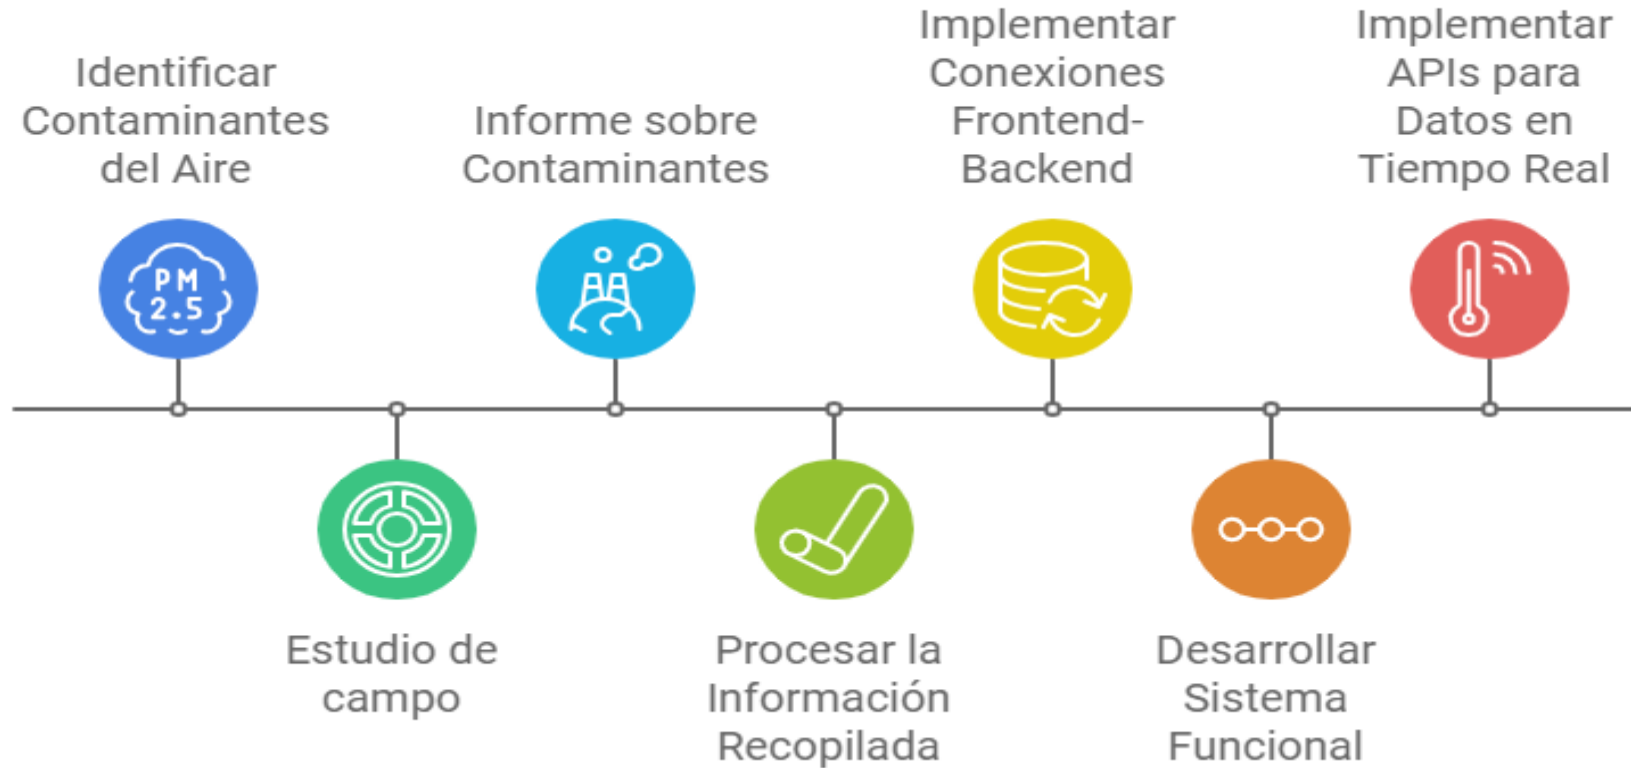 Identificar
Contaminantes
del Aire
PM
2.5
Estudio de
campo
Informe sobre
Contaminantes
Procesar la
Información
Recopilada
Implementar
Conexiones
Frontend-
Backend
Desarrollar
Sistema
Funcional
Implementar
APIs para
Datos en
Tiempo Real